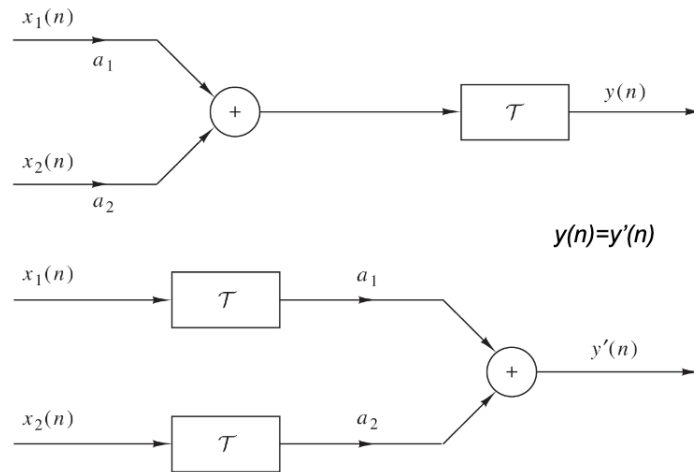 x₁(n)
a₁
+
𝒯
y(n)
x₂(n)
a₂
y(n)=y’(n)
x₁(n)
𝒯
a₁
+
y′(n)
x₂(n)
𝒯
a₂